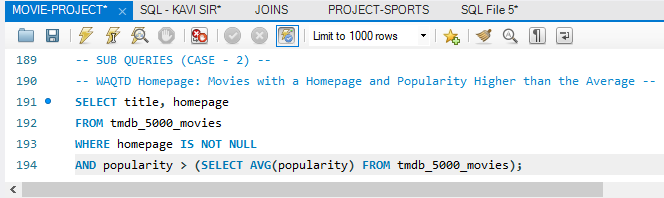 MOVIE-PROJECT* SQL - KAVI SIR* JOINS PROJECT-SPORTS SQL File 5*
Limit to 1000 rows
189 -- SUB QUERIES (CASE - 2) --
190 -- WAQTD Homepage: Movies with a Homepage and Popularity Higher than the Average --
191 SELECT title, homepage
192 FROM tmdb_5000_movies
193 WHERE homepage IS NOT NULL
194 AND popularity > (SELECT AVG(popularity) FROM tmdb_5000_movies);